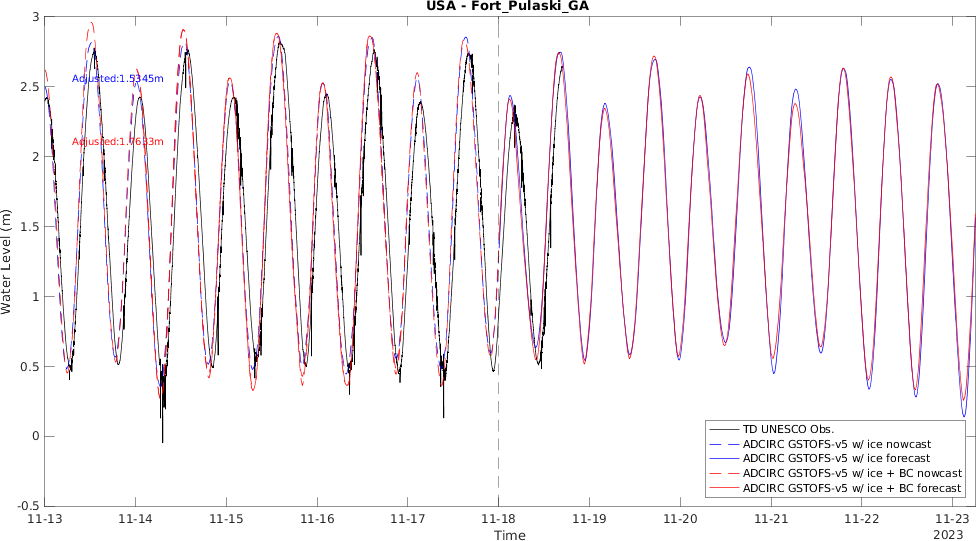 USA - Fort_Pulaski_GA
3
2.5
2
1.5
1
0.5
0
-0.5
Water Level (m)
Adjusted:1.5345m
TD UNESCO Obs.
ADCIRC GSTOFS-v5 w/ ice nowcast
ADCIRC GSTOFS-v5 w/ ice forecast
ADCIRC GSTOFS-v5 w/ ice + BC nowcast
ADCIRC GSTOFS-v5 w/ ice + BC forecast
11-13 11-14 11-15 11-16 11-17 11-18 11-19 11-20 11-21 11-22 11-23
Time
2023